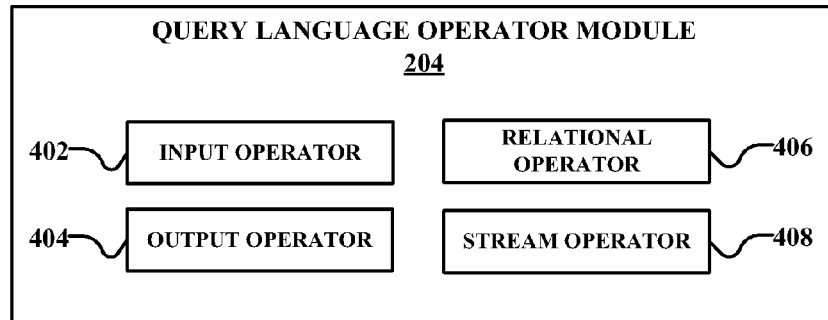 QUERY LANGUAGE OPERATOR MODULE
204
402
INPUT OPERATOR
RELATIONAL
OPERATOR
406
404
OUTPUT OPERATOR
STREAM OPERATOR
408